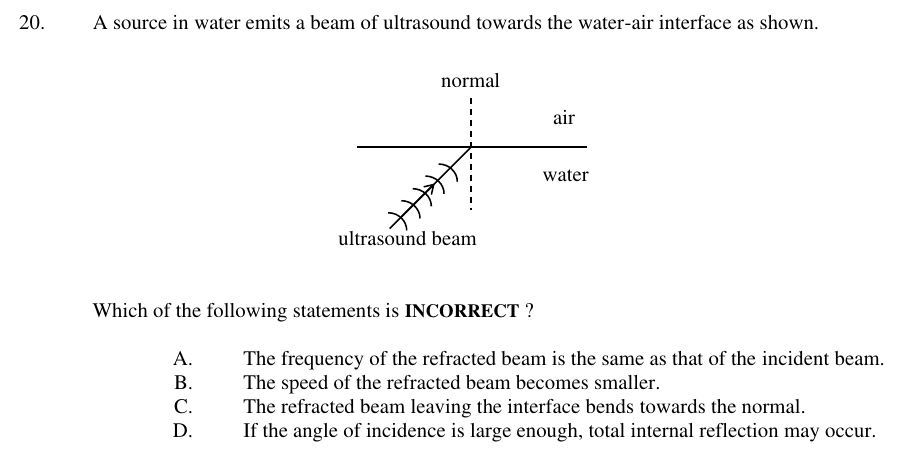 20. A source in water emits a beam of ultrasound towards the water-air interface as shown.
normal
air
water
ultrasound beam
Which of the following statements is INCORRECT ?
A. The frequency of the refracted beam is the same as that of the incident beam.
B. The speed of the refracted beam becomes smaller.
C. The refracted beam leaving the interface bends towards the normal.
D. If the angle of incidence is large enough, total internal reflection may occur.